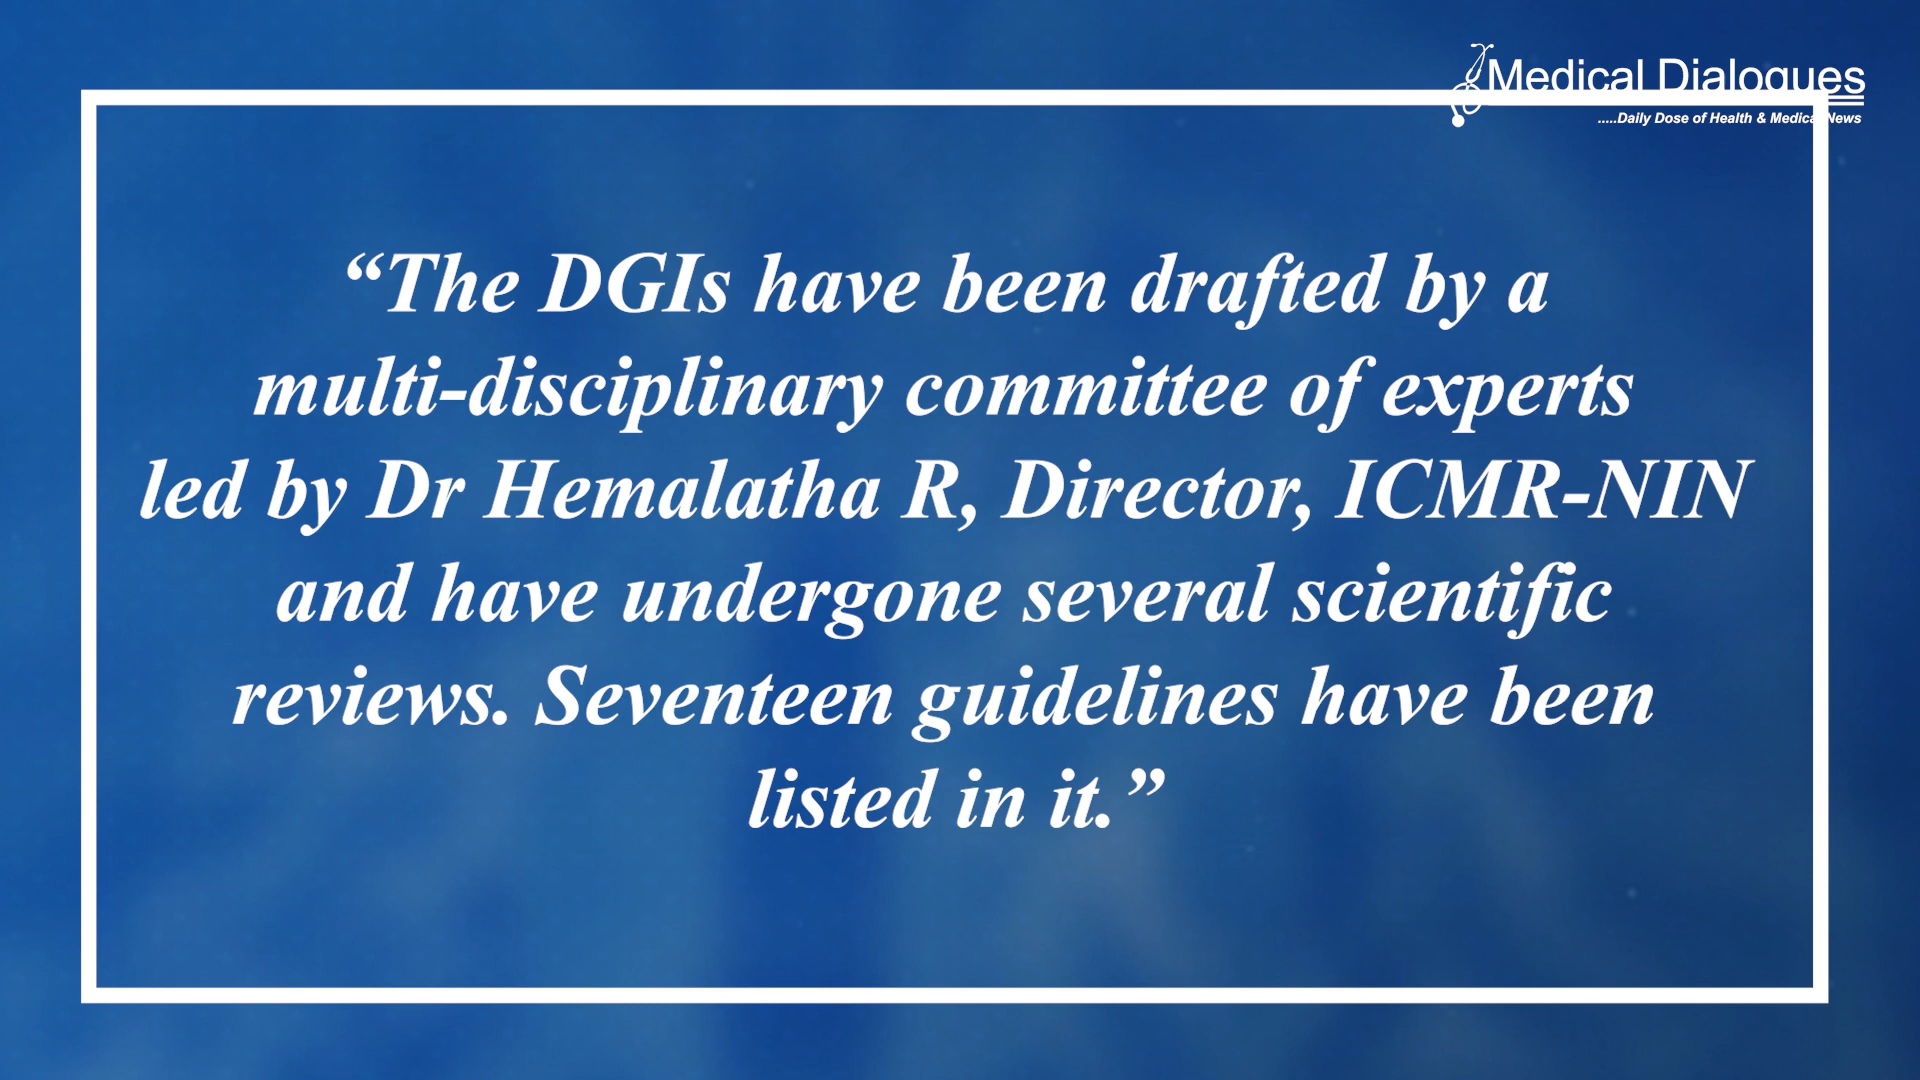 Medical Dialogues
.....Daily Dose of Health & Medical News
“The DGIs have been drafted by a
multi-disciplinary committee of experts
led by Dr Hemalatha R, Director, ICMR-NIN
and have undergone several scientific
reviews. Seventeen guidelines have been
listed in it.”